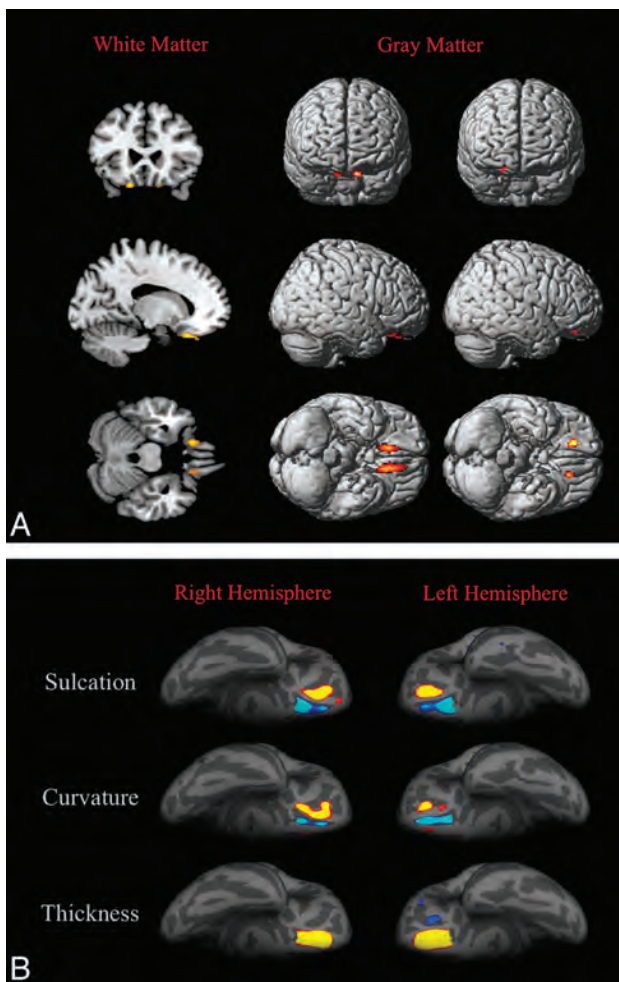 White Matter
Gray Matter
A
Right Hemisphere
Left Hemisphere
Sulcation
Curvature
Thickness
B